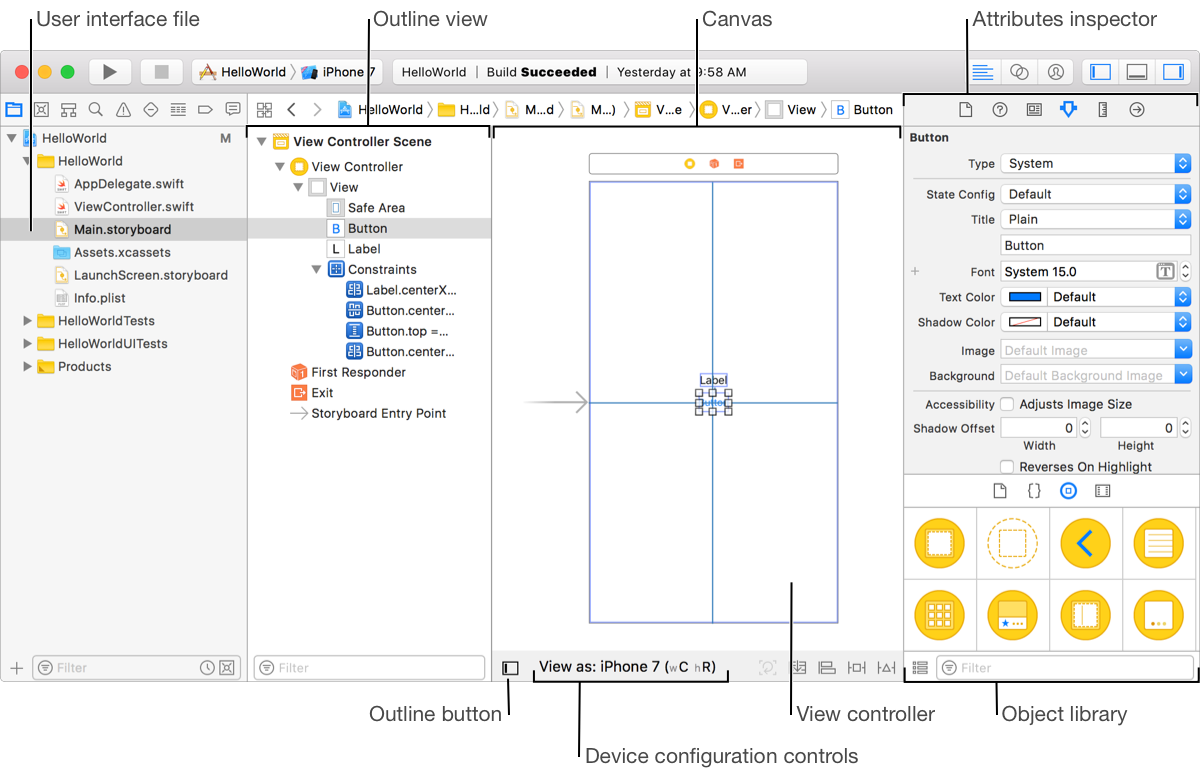 User interface file
Outline view
Canvas
Attributes inspector
HelloWorld
iPhone 7
HelloWorld | Build Succeeded | Yesterday at
AM
HelloWorld
H...ld
M...d
M...)
V...e
V...er
View
B Button
HelloWorld M
HelloWorld
AppDelegate.swift
ViewController.swift
Main.storyboard
Assets.xcassets
LaunchScreen.storyboard
Info.plist
HelloWorldTests
HelloWorldUITests
Products
Filter
View Controller Scene
View Controller
View
Safe Area
B Button
L Label
Constraints
Label.centerX...
Button.center...
Button.top =...
Button.center...
First Responder
Exit
Storyboard Entry Point
Filter
Label
Button
View as: iPhone 7 (wC hR)
Button
Type System
State Config Default
Title Plain
Button
+ Font System 15.0 T
Text Color Default
Shadow Color Default
Image Default Image
Background Default Background Image
Accessibility Adjusts Image Size
Shadow Offset 0 0
Width Height
Reverses On Highlight
{}
Filter
Outline button
View controller
Object library
Device configuration controls